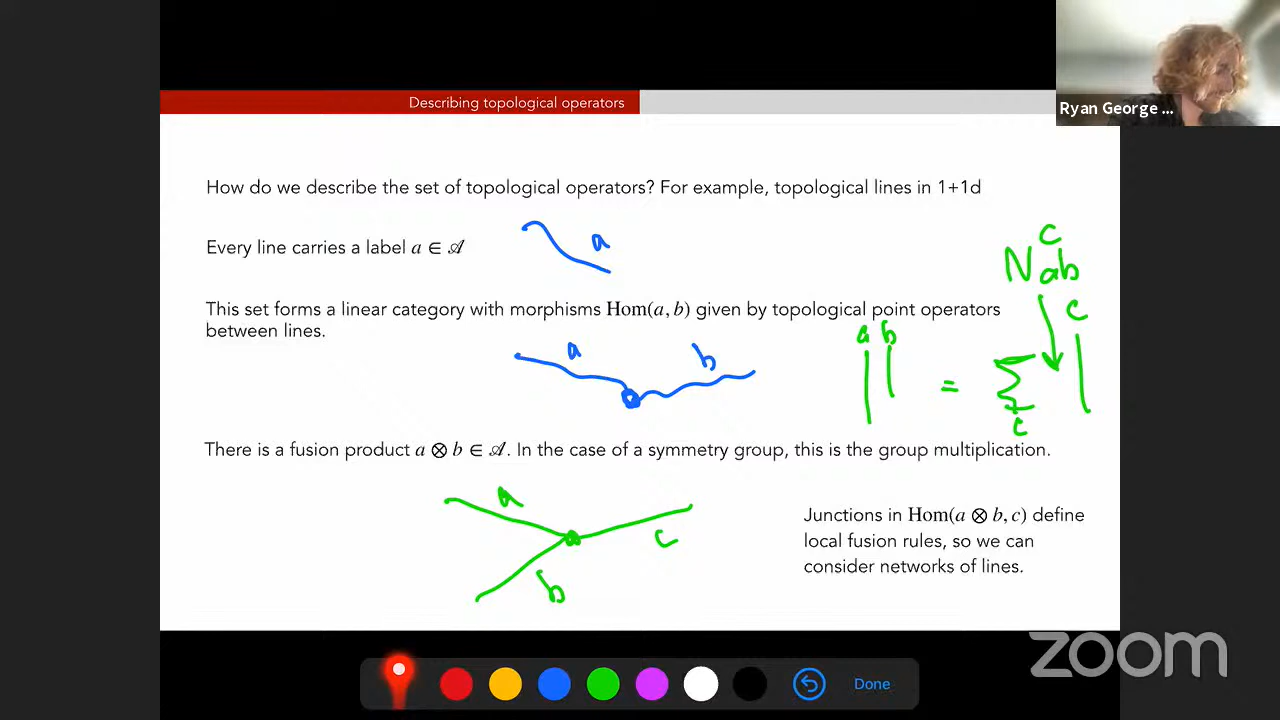 Describing topological operators
Ryan George ...
How do we describe the set of topological operators? For example, topological lines in 1+1d
Every line carries a label a ∈ 𝒜
a
This set forms a linear category with morphisms Hom(a, b) given by topological point operators
between lines.
a
b
N_{ab}^{c}
a b = Σ_c c
There is a fusion product a ⊗ b ∈ 𝒜. In the case of a symmetry group, this is the group multiplication.
a
b
c
Junctions in Hom(a ⊗ b, c) define
local fusion rules, so we can
consider networks of lines.
zoom
Done